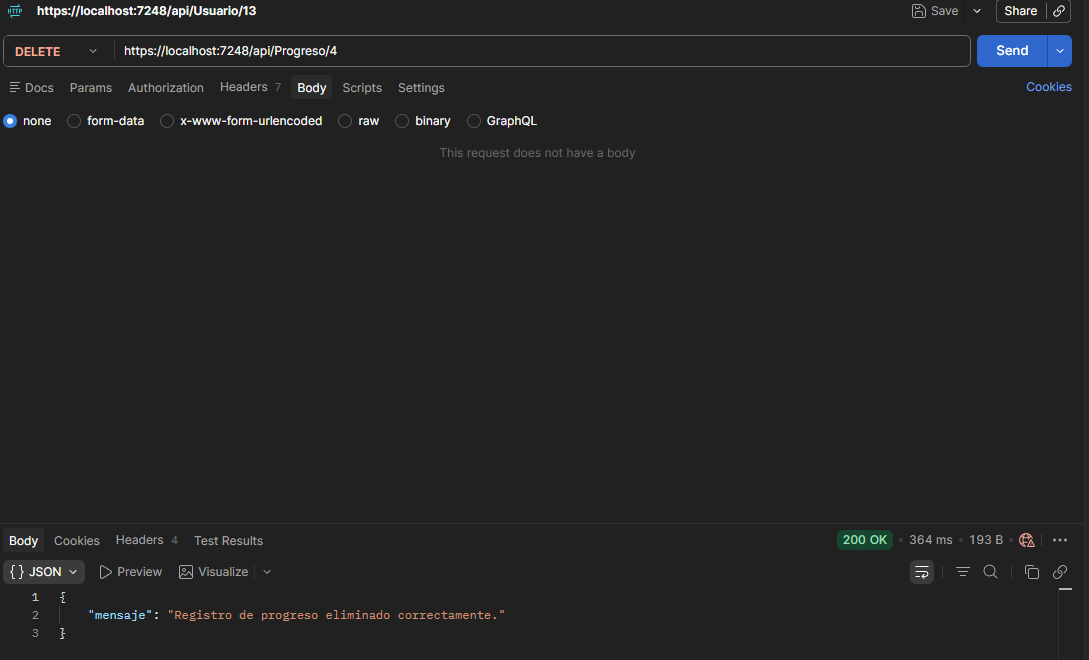 HTTP https://localhost:7248/api/Usuario/13 Save Share
DELETE https://localhost:7248/api/Progreso/4 Send
Docs Params Authorization Headers 7 Body Scripts Settings Cookies
none form-data x-www-form-urlencoded raw binary GraphQL
This request does not have a body
Body Cookies Headers 4 Test Results 200 OK • 364 ms • 193 B •
{} JSON Preview Visualize
1 {
2 "mensaje": "Registro de progreso eliminado correctamente."
3 }